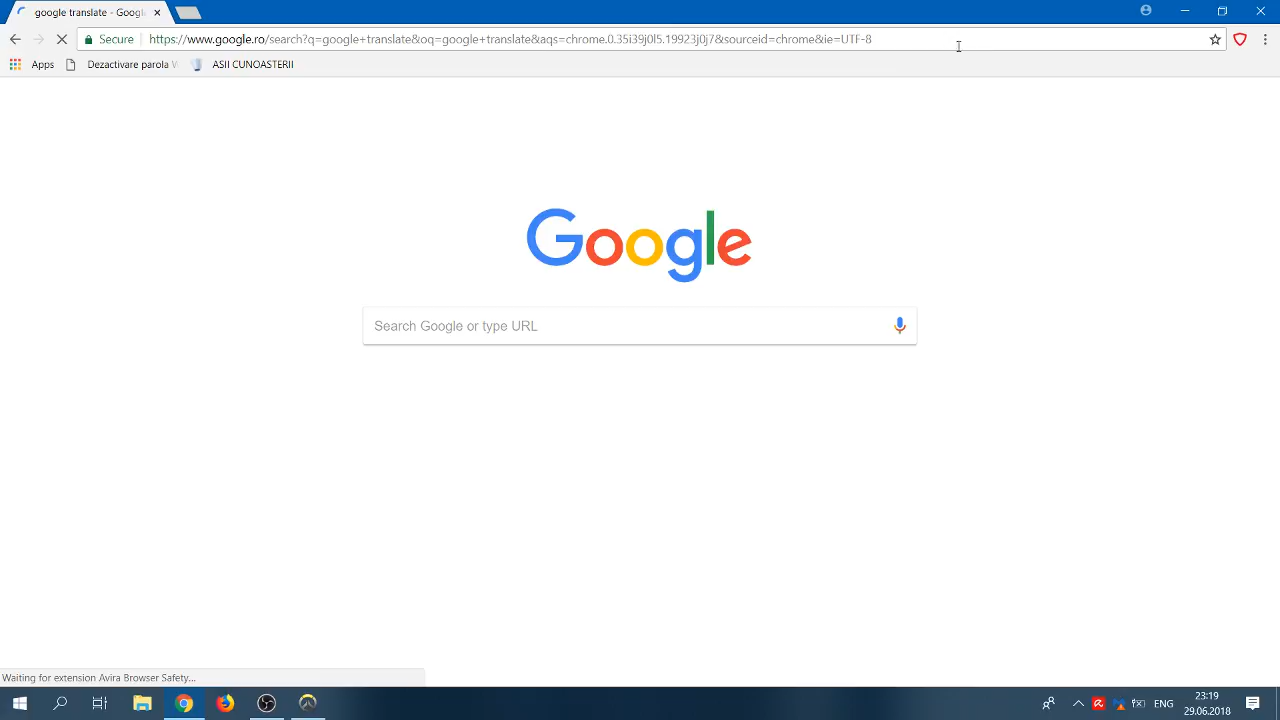 google translate - Googl
Secure
https://www.google.ro/search?q=google+translate&oq=google+translate&aqs=chrome.0.35i39j0l5.19923j0j7&sourceid=chrome&ie=UTF-8
Apps
Dezactivare parola
ASII CUNOASTERII
Google
Search Google or type URL
Waiting for extension Avira Browser Safety...
ENG
23:19
29.06.2018